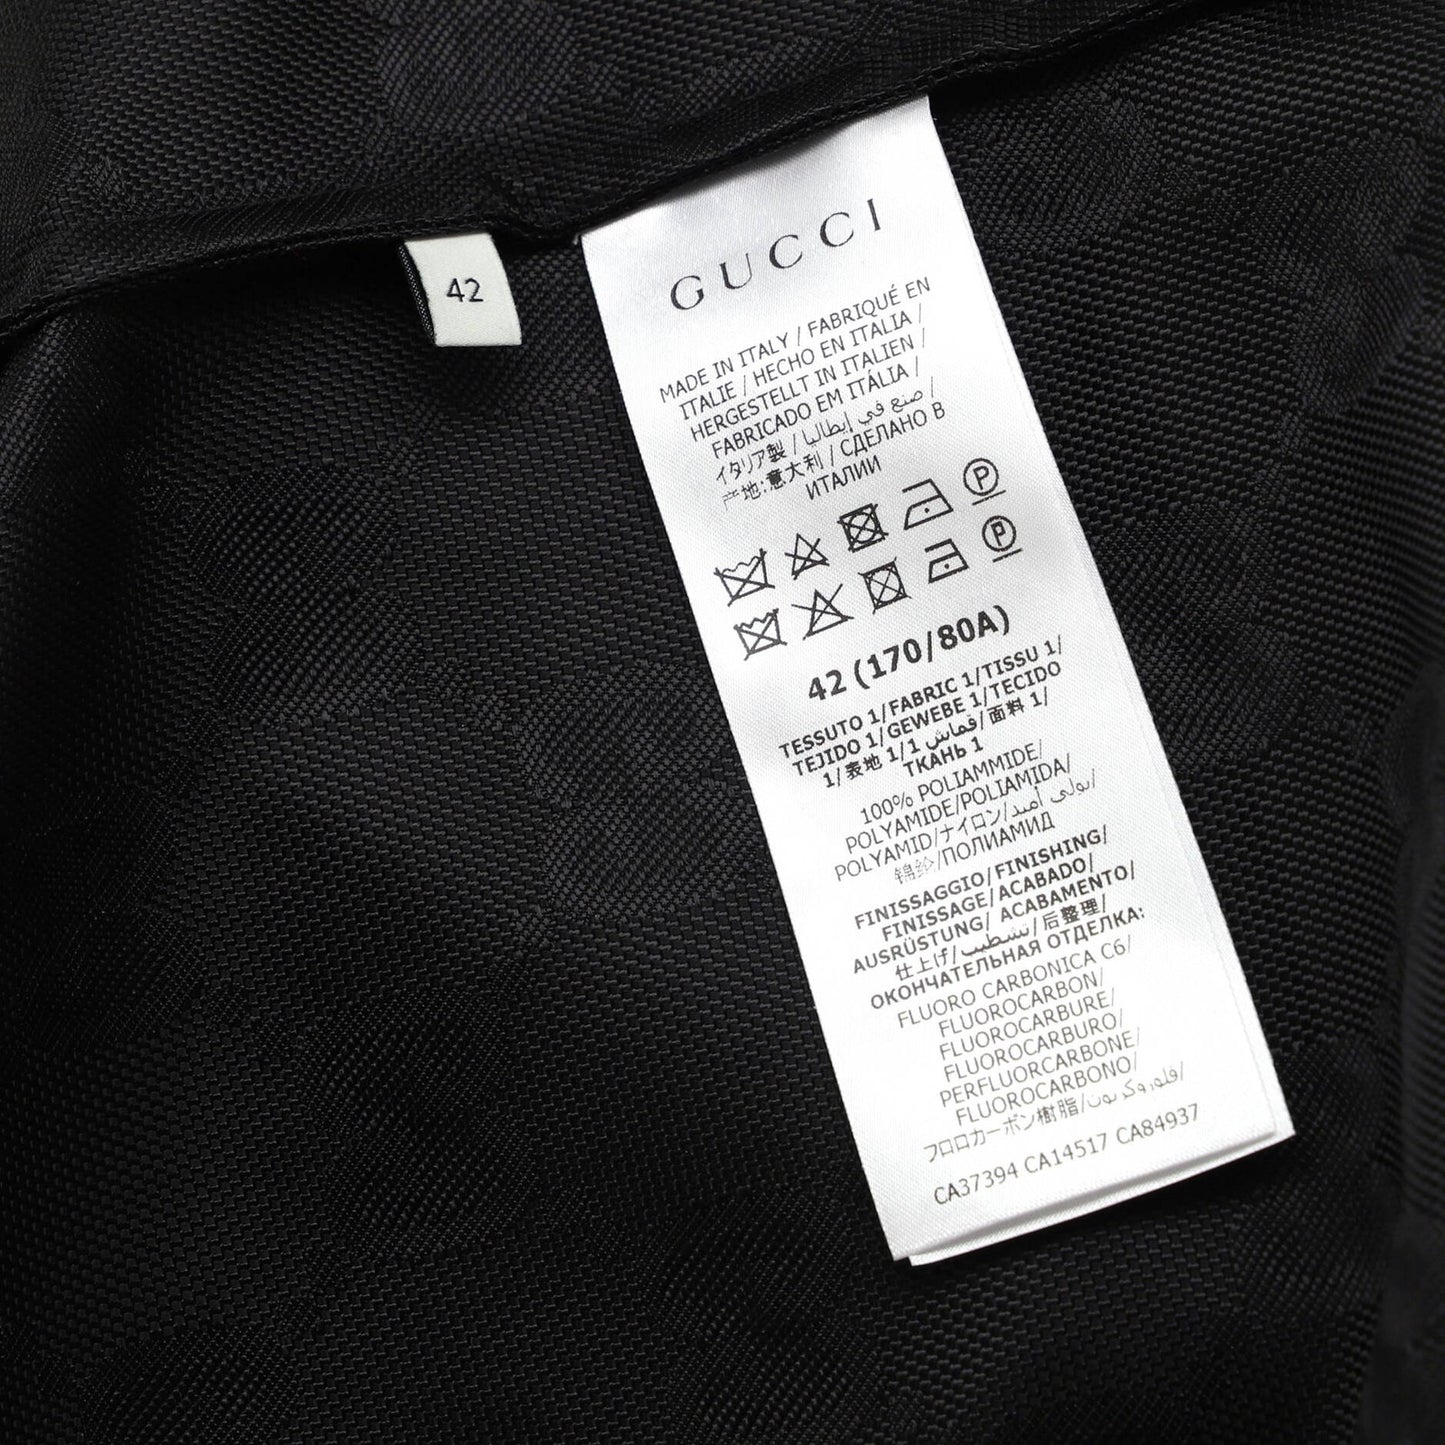 42
GUCCI
MADE IN ITALY / FABRIQUÉ EN
ITALIE / HECHO EN ITALIA /
HERGESTELLT IN ITALIEN /
FABRICADO EM ITÁLIA /
イタリア製 / صنع في إيطاليا /
产地:意大利 / СДЕЛАНО В
ИТАЛИИ
P
P
42 (170/80A)
TESSUTO 1/FABRIC 1/TISSU 1/
TEJIDO 1/GEWEBE 1/TECIDO
1/表地 1/قماش 1/面料 1/
ТКАНЬ 1
100% POLIAMMIDE/
POLYAMIDE/POLIAMIDA/
POLYAMID/ナイロン/بولي أميد/
锦纶/ПОЛИАМИД
FINISSAGGIO/FINISHING/
FINISSAGE/ACABADO/
AUSRÜSTUNG/ ACABAMENTO/
仕上げ/تشطيب/后整理/
ОКОНЧАТЕЛЬНАЯ ОТДЕЛКА:
FLUORO CARBONICA C6/
FLUOROCARBON/
FLUOROCARBURE/
FLUOROCARBURO/
PERFLUORCARBONE/
FLUOROCARBONO/
フロロカーボン樹脂/فلوروكربون/
CA37394 CA14517 CA84937